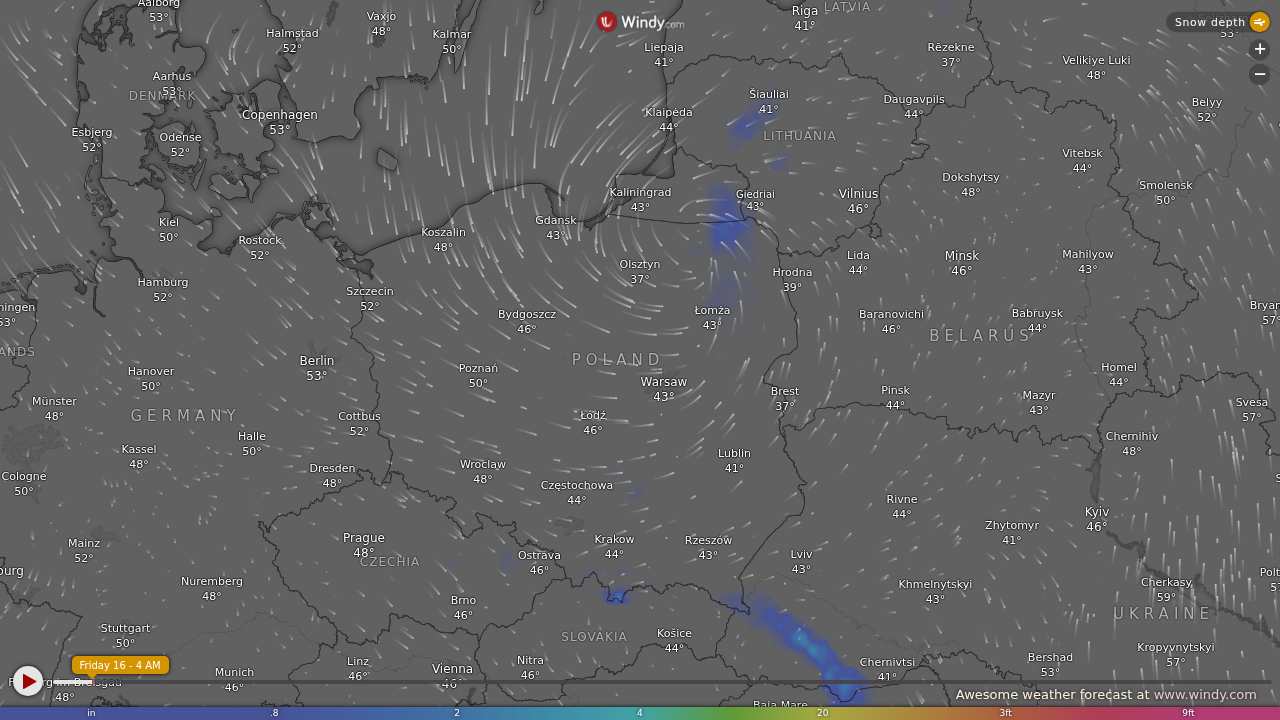 Aalborg
53°
Halmstad
52°
Vaxjo
48°
Kalmar
50°
Windy.com
Riga
41°
LATVIA
Snow depth
53°
Liepaja
41°
Rēzekne
37°
Velikiye Luki
48°
+
−
Aarhus
53°
DENMARK
Copenhagen
53°
Klaipėda
44°
Šiauliai
41°
Daugavpils
44°
Belyy
52°
Esbjerg
52°
Odense
52°
LITHUANIA
Vitebsk
44°
Kaliningrad
43°
Giedriai
43°
Vilnius
46°
Dokshytsy
48°
Smolensk
50°
Kiel
50°
Rostock
52°
Koszalin
48°
Gdansk
43°
Olsztyn
37°
Hrodna
39°
Lida
44°
Minsk
46°
Mahilyow
43°
Hamburg
52°
Szczecin
52°
ningen
53°
Bydgoszcz
46°
Łomża
43°
Baranovichi
46°
Babruysk
44°
Bryan
57°
BELARUS
ANDS
Berlin
53°
POLAND
Hanover
50°
Poznań
50°
Warsaw
43°
Brest
37°
Pinsk
44°
Homel
44°
Mazyr
43°
Münster
48°
GERMANY
Cottbus
52°
Łódź
46°
Svesa
57°
Kassel
48°
Halle
50°
Chernihiv
48°
Cologne
50°
Dresden
48°
Wroclaw
48°
Lublin
41°
Częstochowa
44°
Rivne
44°
Kyiv
46°
Zhytomyr
41°
Mainz
52°
Prague
48°
CZECHIA
Krakow
44°
Rzeszow
43°
Ostrava
46°
Lviv
43°
burg
Nuremberg
48°
Khmelnytskyi
43°
Cherkasy
59°
Polt
Brno
46°
UKRAINE
Stuttgart
50°
SLOVAKIA
Košice
44°
Kropyvnytskyi
57°
Friday 16 - 4 AM
Linz
46°
Vienna
46°
Nitra
46°
Chernivtsi
41°
Bershad
53°
Munich
46°
48°
Awesome weather forecast at www.windy.com
Baia Mare
in .8 2 4 20 3ft 9ft